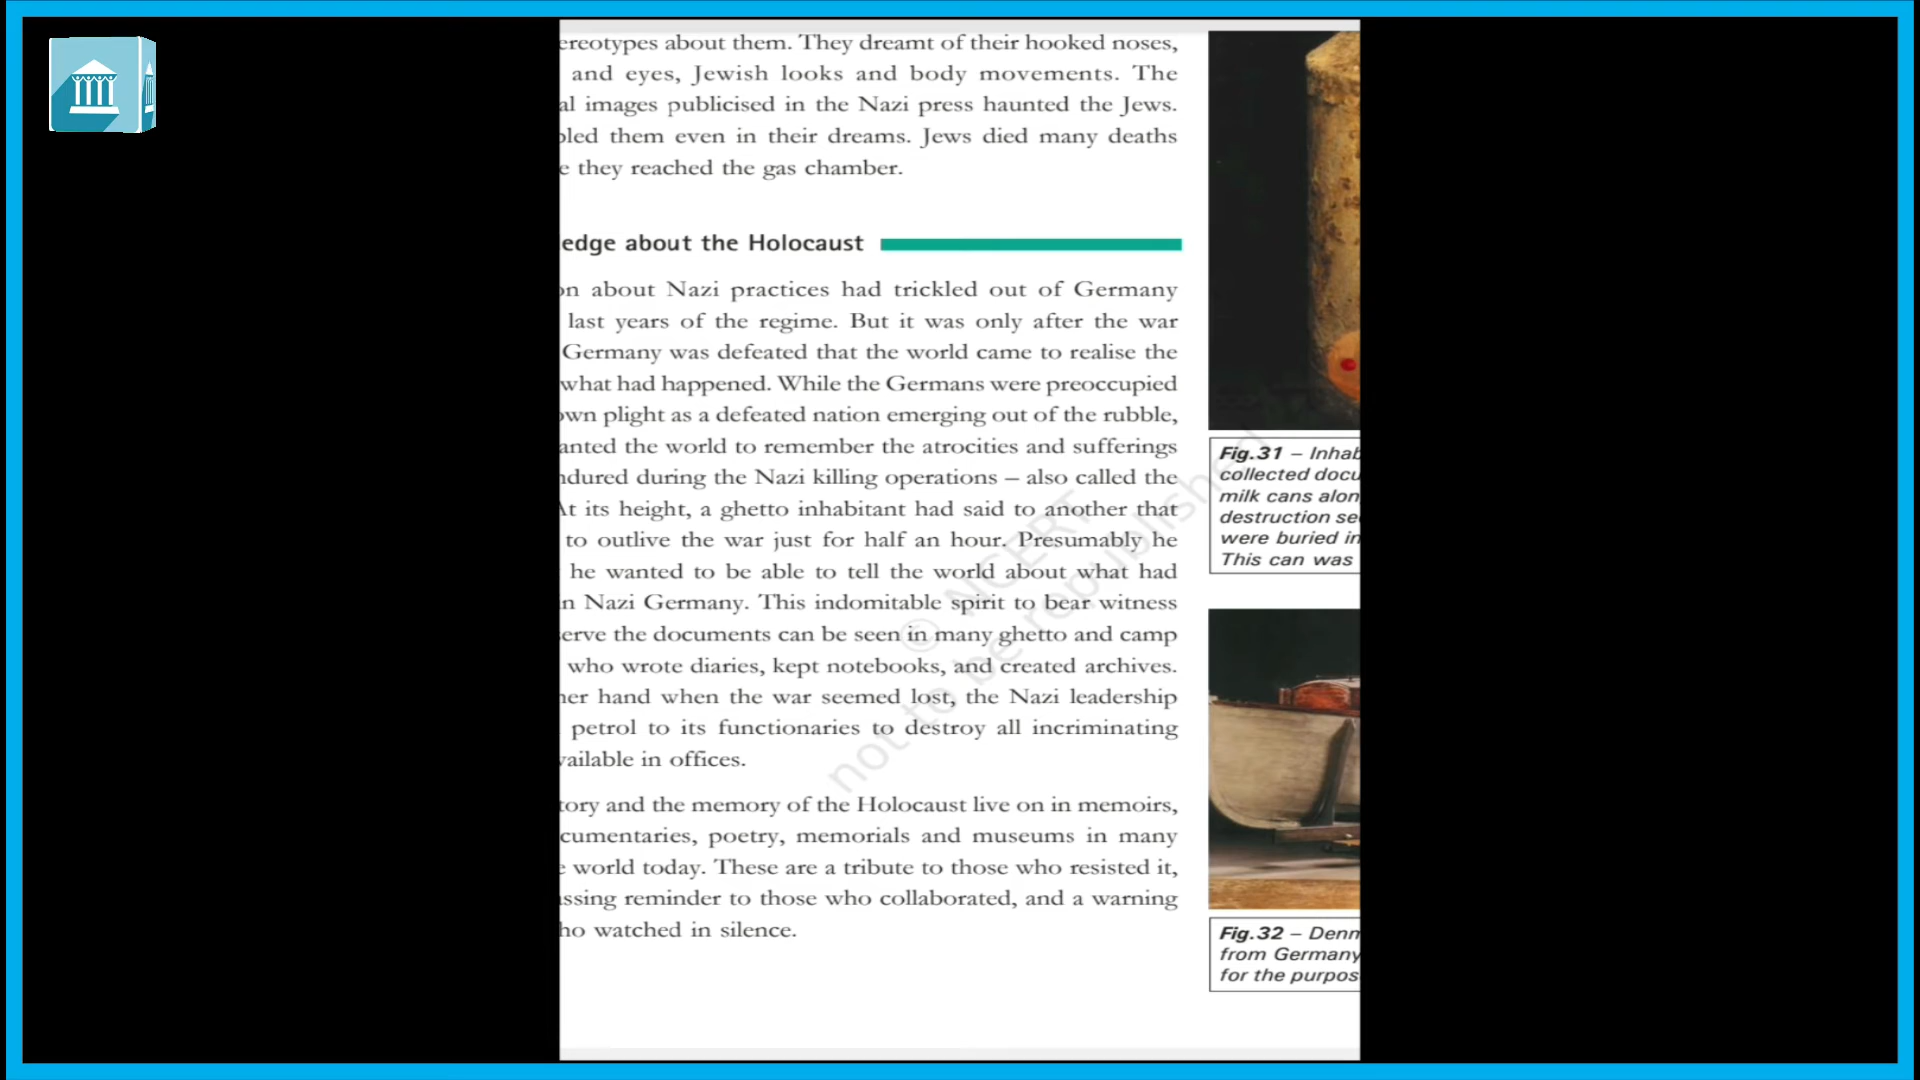 ereotypes about them. They dreamt of their hooked noses,
and eyes, Jewish looks and body movements. The
al images publicised in the Nazi press haunted the Jews.
bled them even in their dreams. Jews died many deaths
e they reached the gas chamber.
edge about the Holocaust
on about Nazi practices had trickled out of Germany
last years of the regime. But it was only after the war
Germany was defeated that the world came to realise the
what had happened. While the Germans were preoccupied
own plight as a defeated nation emerging out of the rubble,
anted the world to remember the atrocities and sufferings
ndured during the Nazi killing operations – also called the
At its height, a ghetto inhabitant had said to another that
to outlive the war just for half an hour. Presumably he
he wanted to be able to tell the world about what had
in Nazi Germany. This indomitable spirit to bear witness
serve the documents can be seen in many ghetto and camp
who wrote diaries, kept notebooks, and created archives.
her hand when the war seemed lost, the Nazi leadership
petrol to its functionaries to destroy all incriminating
vailable in offices.
tory and the memory of the Holocaust live on in memoirs,
cumentaries, poetry, memorials and museums in many
e world today. These are a tribute to those who resisted it,
assing reminder to those who collaborated, and a warning
ho watched in silence.
© NCERT
not to be republished
Fig.31 – Inhab
collected docu
milk cans alon
destruction se
were buried in
This can was
Fig.32 – Denm
from Germany
for the purpos